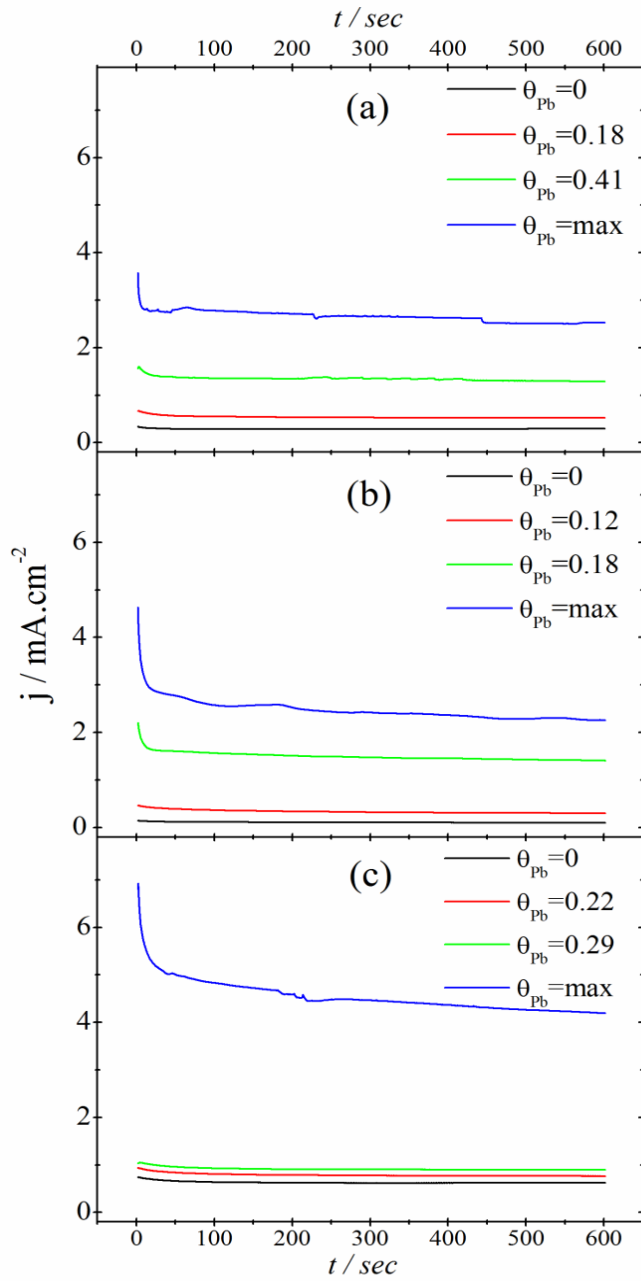 t / sec
0 100 200 300 400 500 600
(a)
θPb=0
θPb=0.18
θPb=0.41
θPb=max
6
4
2
0
(b)
θPb=0
θPb=0.12
θPb=0.18
θPb=max
6
4
2
0
j / mA.cm-2
(c)
θPb=0
θPb=0.22
θPb=0.29
θPb=max
6
4
2
0
0 100 200 300 400 500 600
t / sec